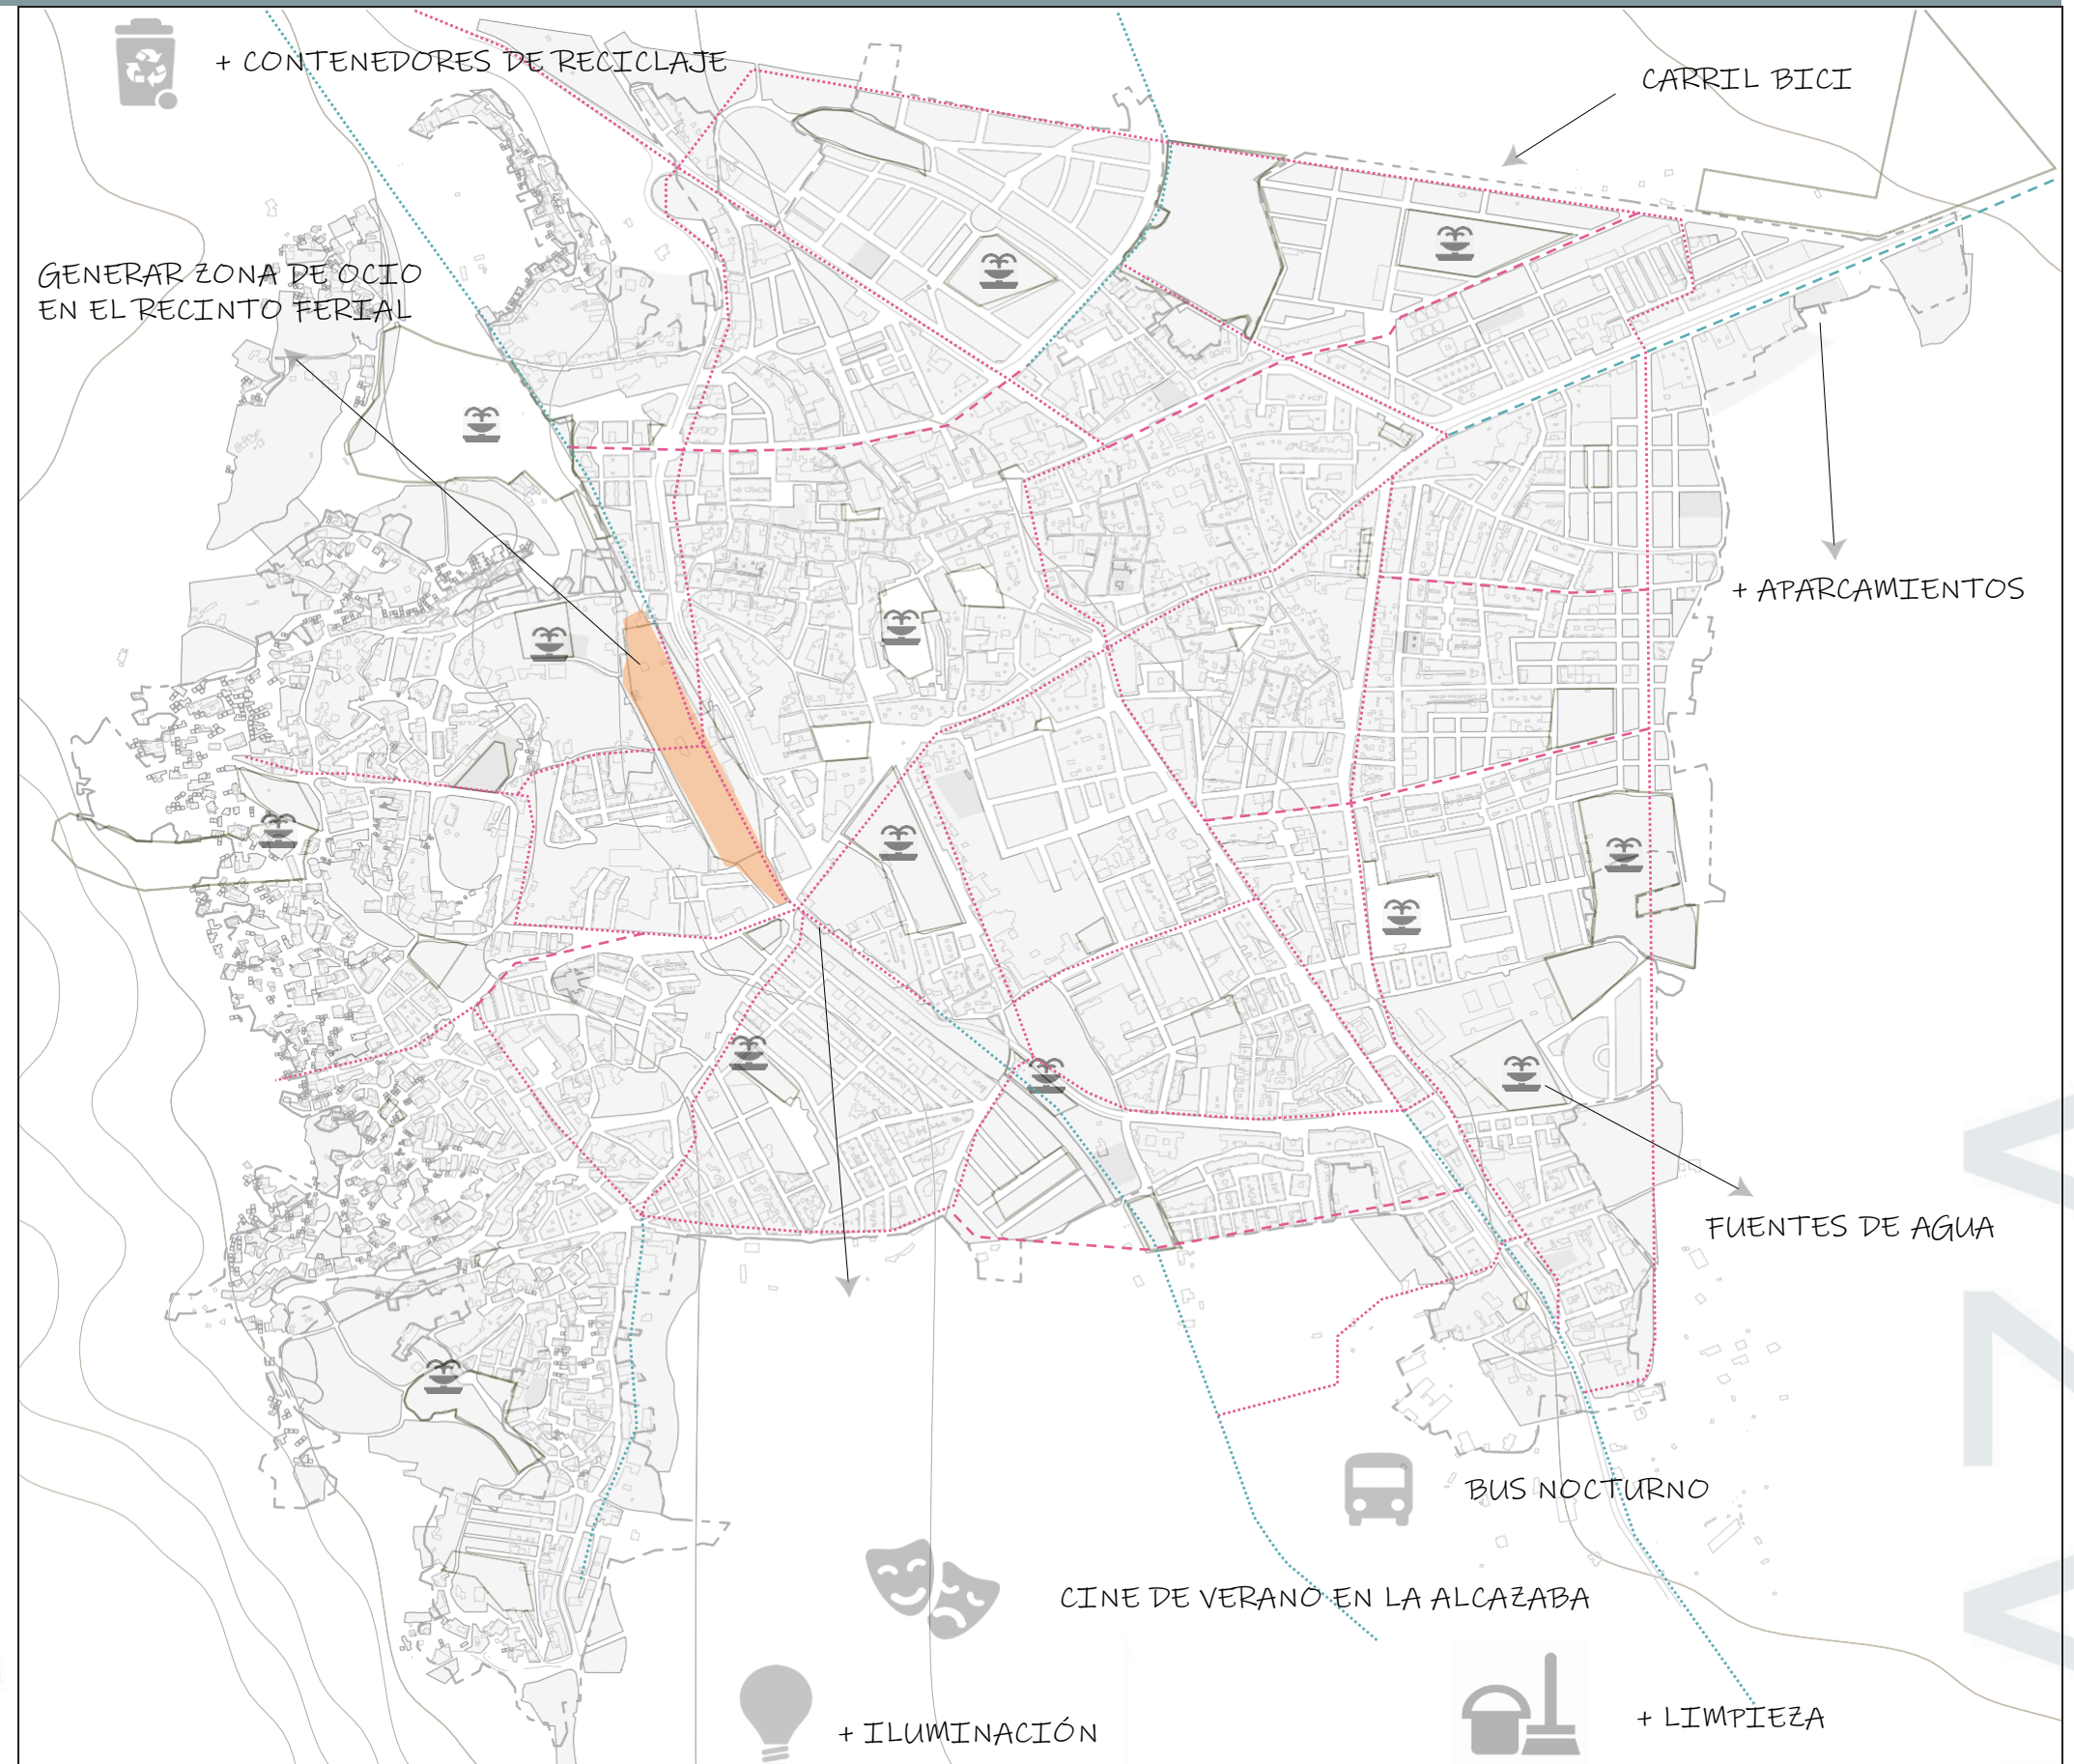 + CONTENEDORES DE RECICLAJE
CARRIL BICI
GENERAR ZONA DE OCIO
EN EL RECINTO FERIAL
+ APARCAMIENTOS
FUENTES DE AGUA
BUS NOCTURNO
CINE DE VERANO EN LA ALCAZABA
+ LIMPIEZA
+ ILUMINACIÓN